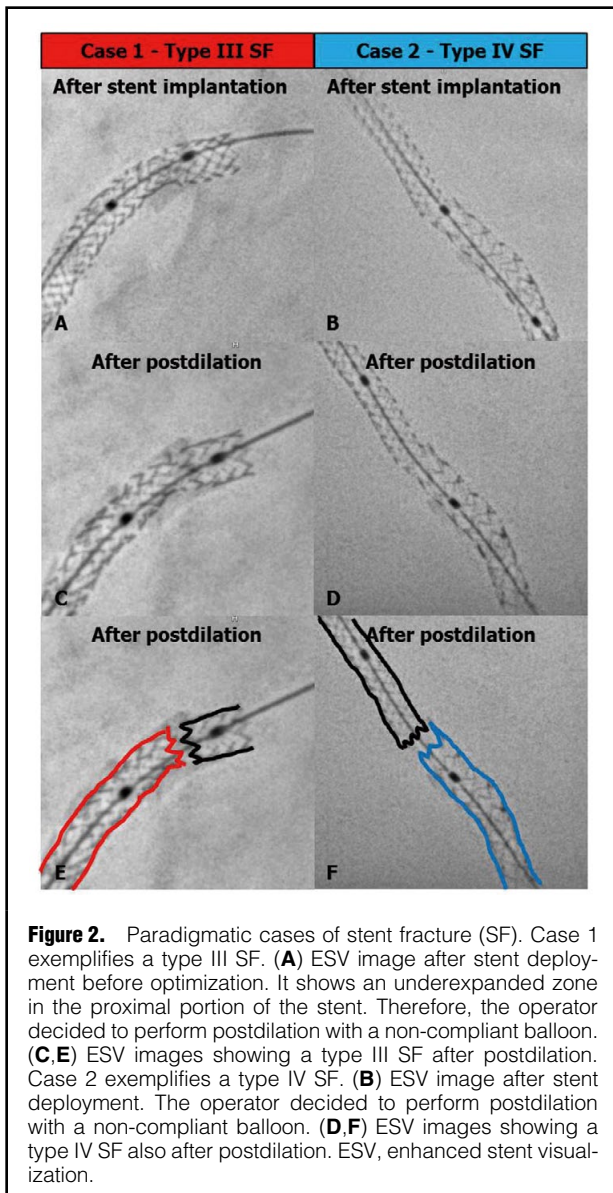 Case 1 - Type III SF
Case 2 - Type IV SF
After stent implantation
After stent implantation
A
B
After postdilation
After postdilation
C
D
After postdilation
After postdilation
E
F
Figure 2. Paradigmatic cases of stent fracture (SF). Case 1
exemplifies a type III SF. (A) ESV image after stent deploy-
ment before optimization. It shows an underexpanded zone
in the proximal portion of the stent. Therefore, the operator
decided to perform postdilation with a non-compliant balloon.
(C,E) ESV images showing a type III SF after postdilation.
Case 2 exemplifies a type IV SF. (B) ESV image after stent
deployment. The operator decided to perform postdilation
with a non-compliant balloon. (D,F) ESV images showing a
type IV SF also after postdilation. ESV, enhanced stent visual-
ization.